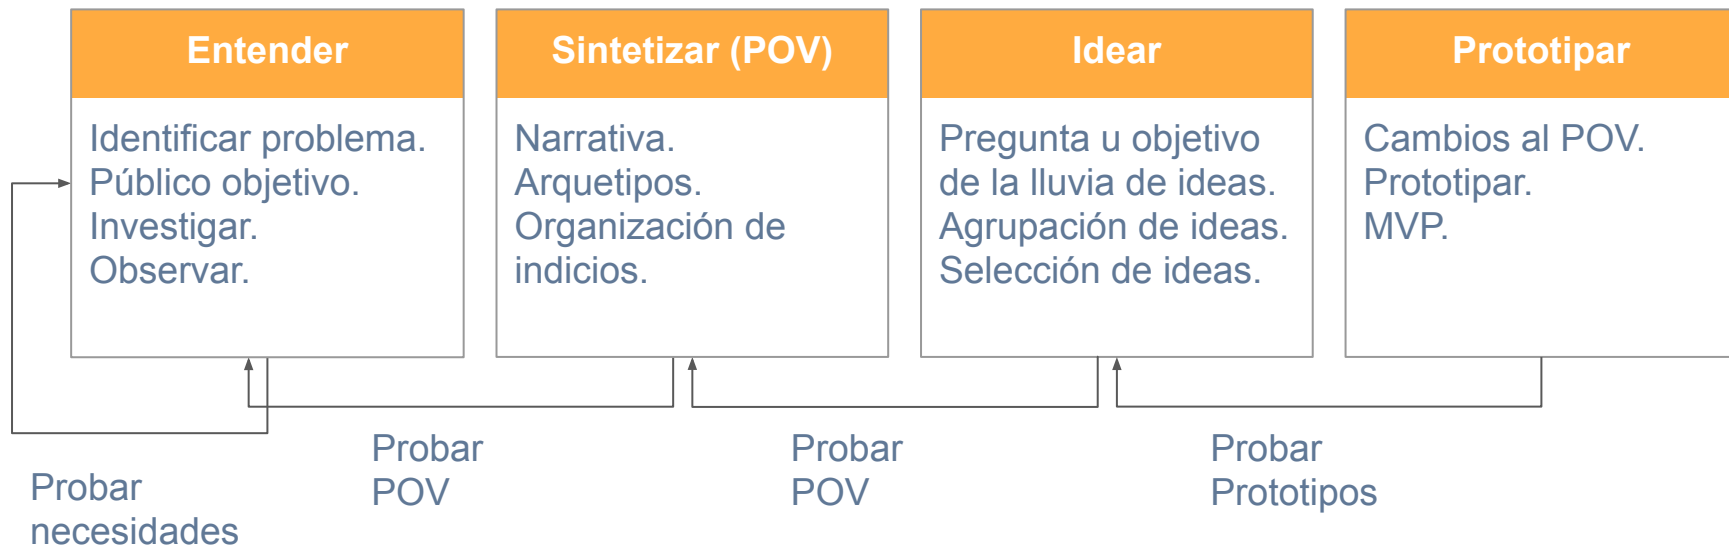 Entender
Identificar problema.
Público objetivo.
Investigar.
Observar.
Sintetizar (POV)
Narrativa.
Arquetipos.
Organización de
indicios.
Idear
Pregunta u objetivo
de la lluvia de ideas.
Agrupación de ideas.
Selección de ideas.
Prototipar
Cambios al POV.
Prototipar.
MVP.
Probar
necesidades
Probar
POV
Probar
POV
Probar
Prototipos